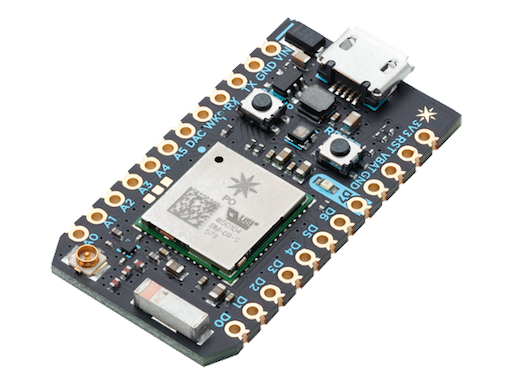 VIN
GND
TX
RX
WKP
DAC
A5
A4
A3
A2
A1
A0
3V3
RST
VBAT
GND
D7
D6
D5
D4
D3
D2
D1
D0
P0
USI